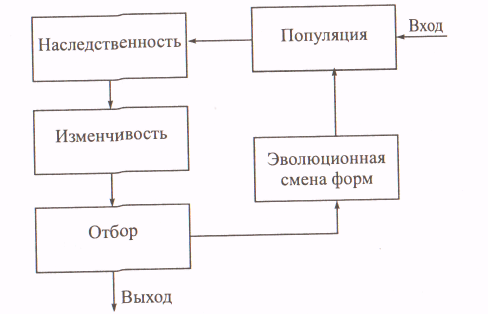 Наследственность
Популяция
Вход
Изменчивость
Эволюционная
смена форм
Отбор
Выход